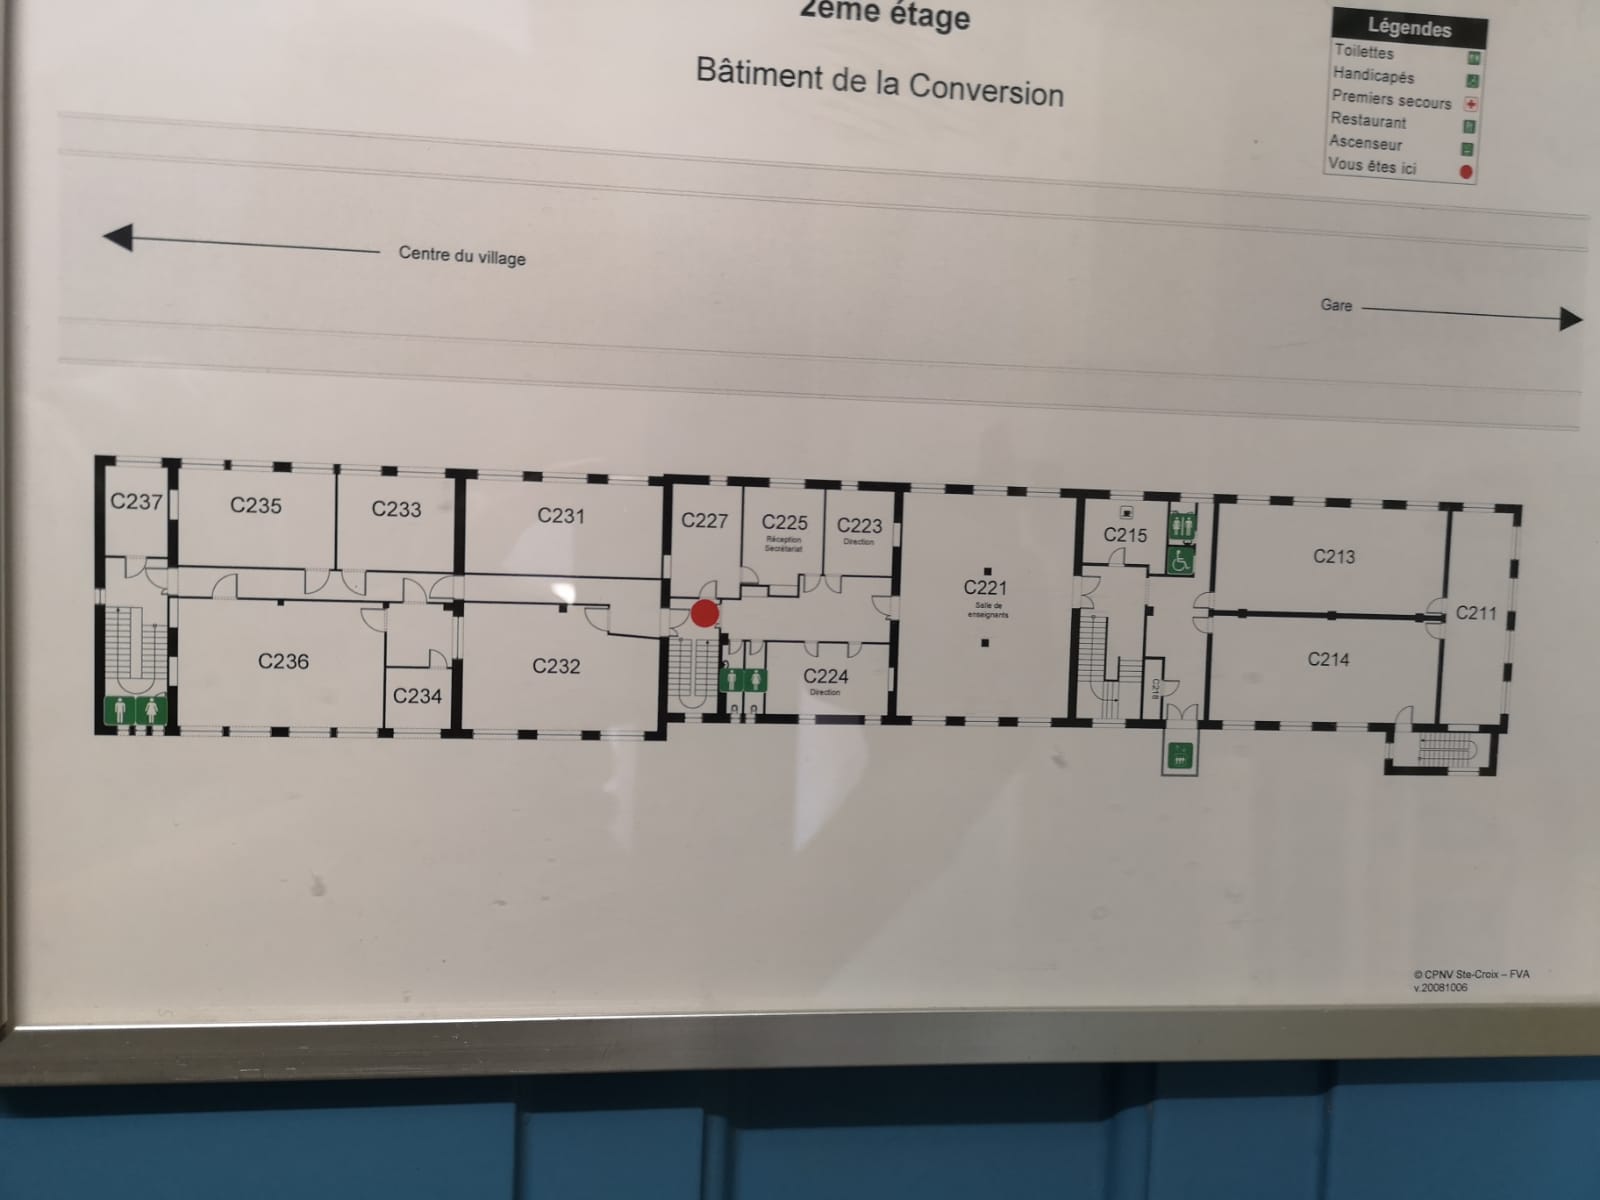 2ème étage
Bâtiment de la Conversion
Légendes
Toilettes
Handicapés
Premiers secours
Restaurant
Ascenseur
Vous êtes ici
Centre du village
Gare
C237
C235
C233
C231
C227
C225
Réception
Secrétariat
C223
Direction
C221
Salle de
enseignants
C215
C213
C211
C236
C234
C232
C224
Direction
C218
C214
© CPNV Ste-Croix – FVA
v.20081006